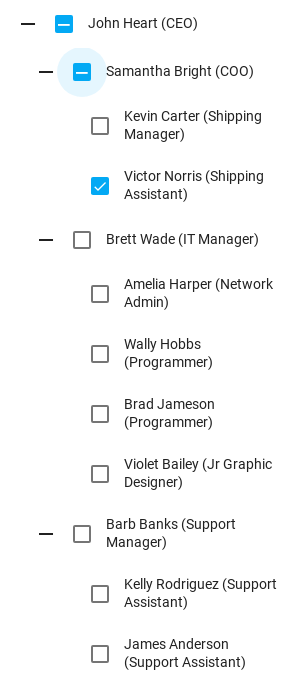 John Heart (CEO)
Samantha Bright (COO)
Kevin Carter (Shipping
Manager)
Victor Norris (Shipping
Assistant)
Brett Wade (IT Manager)
Amelia Harper (Network
Admin)
Wally Hobbs
(Programmer)
Brad Jameson
(Programmer)
Violet Bailey (Jr Graphic
Designer)
Barb Banks (Support
Manager)
Kelly Rodriguez (Support
Assistant)
James Anderson
(Support Assistant)